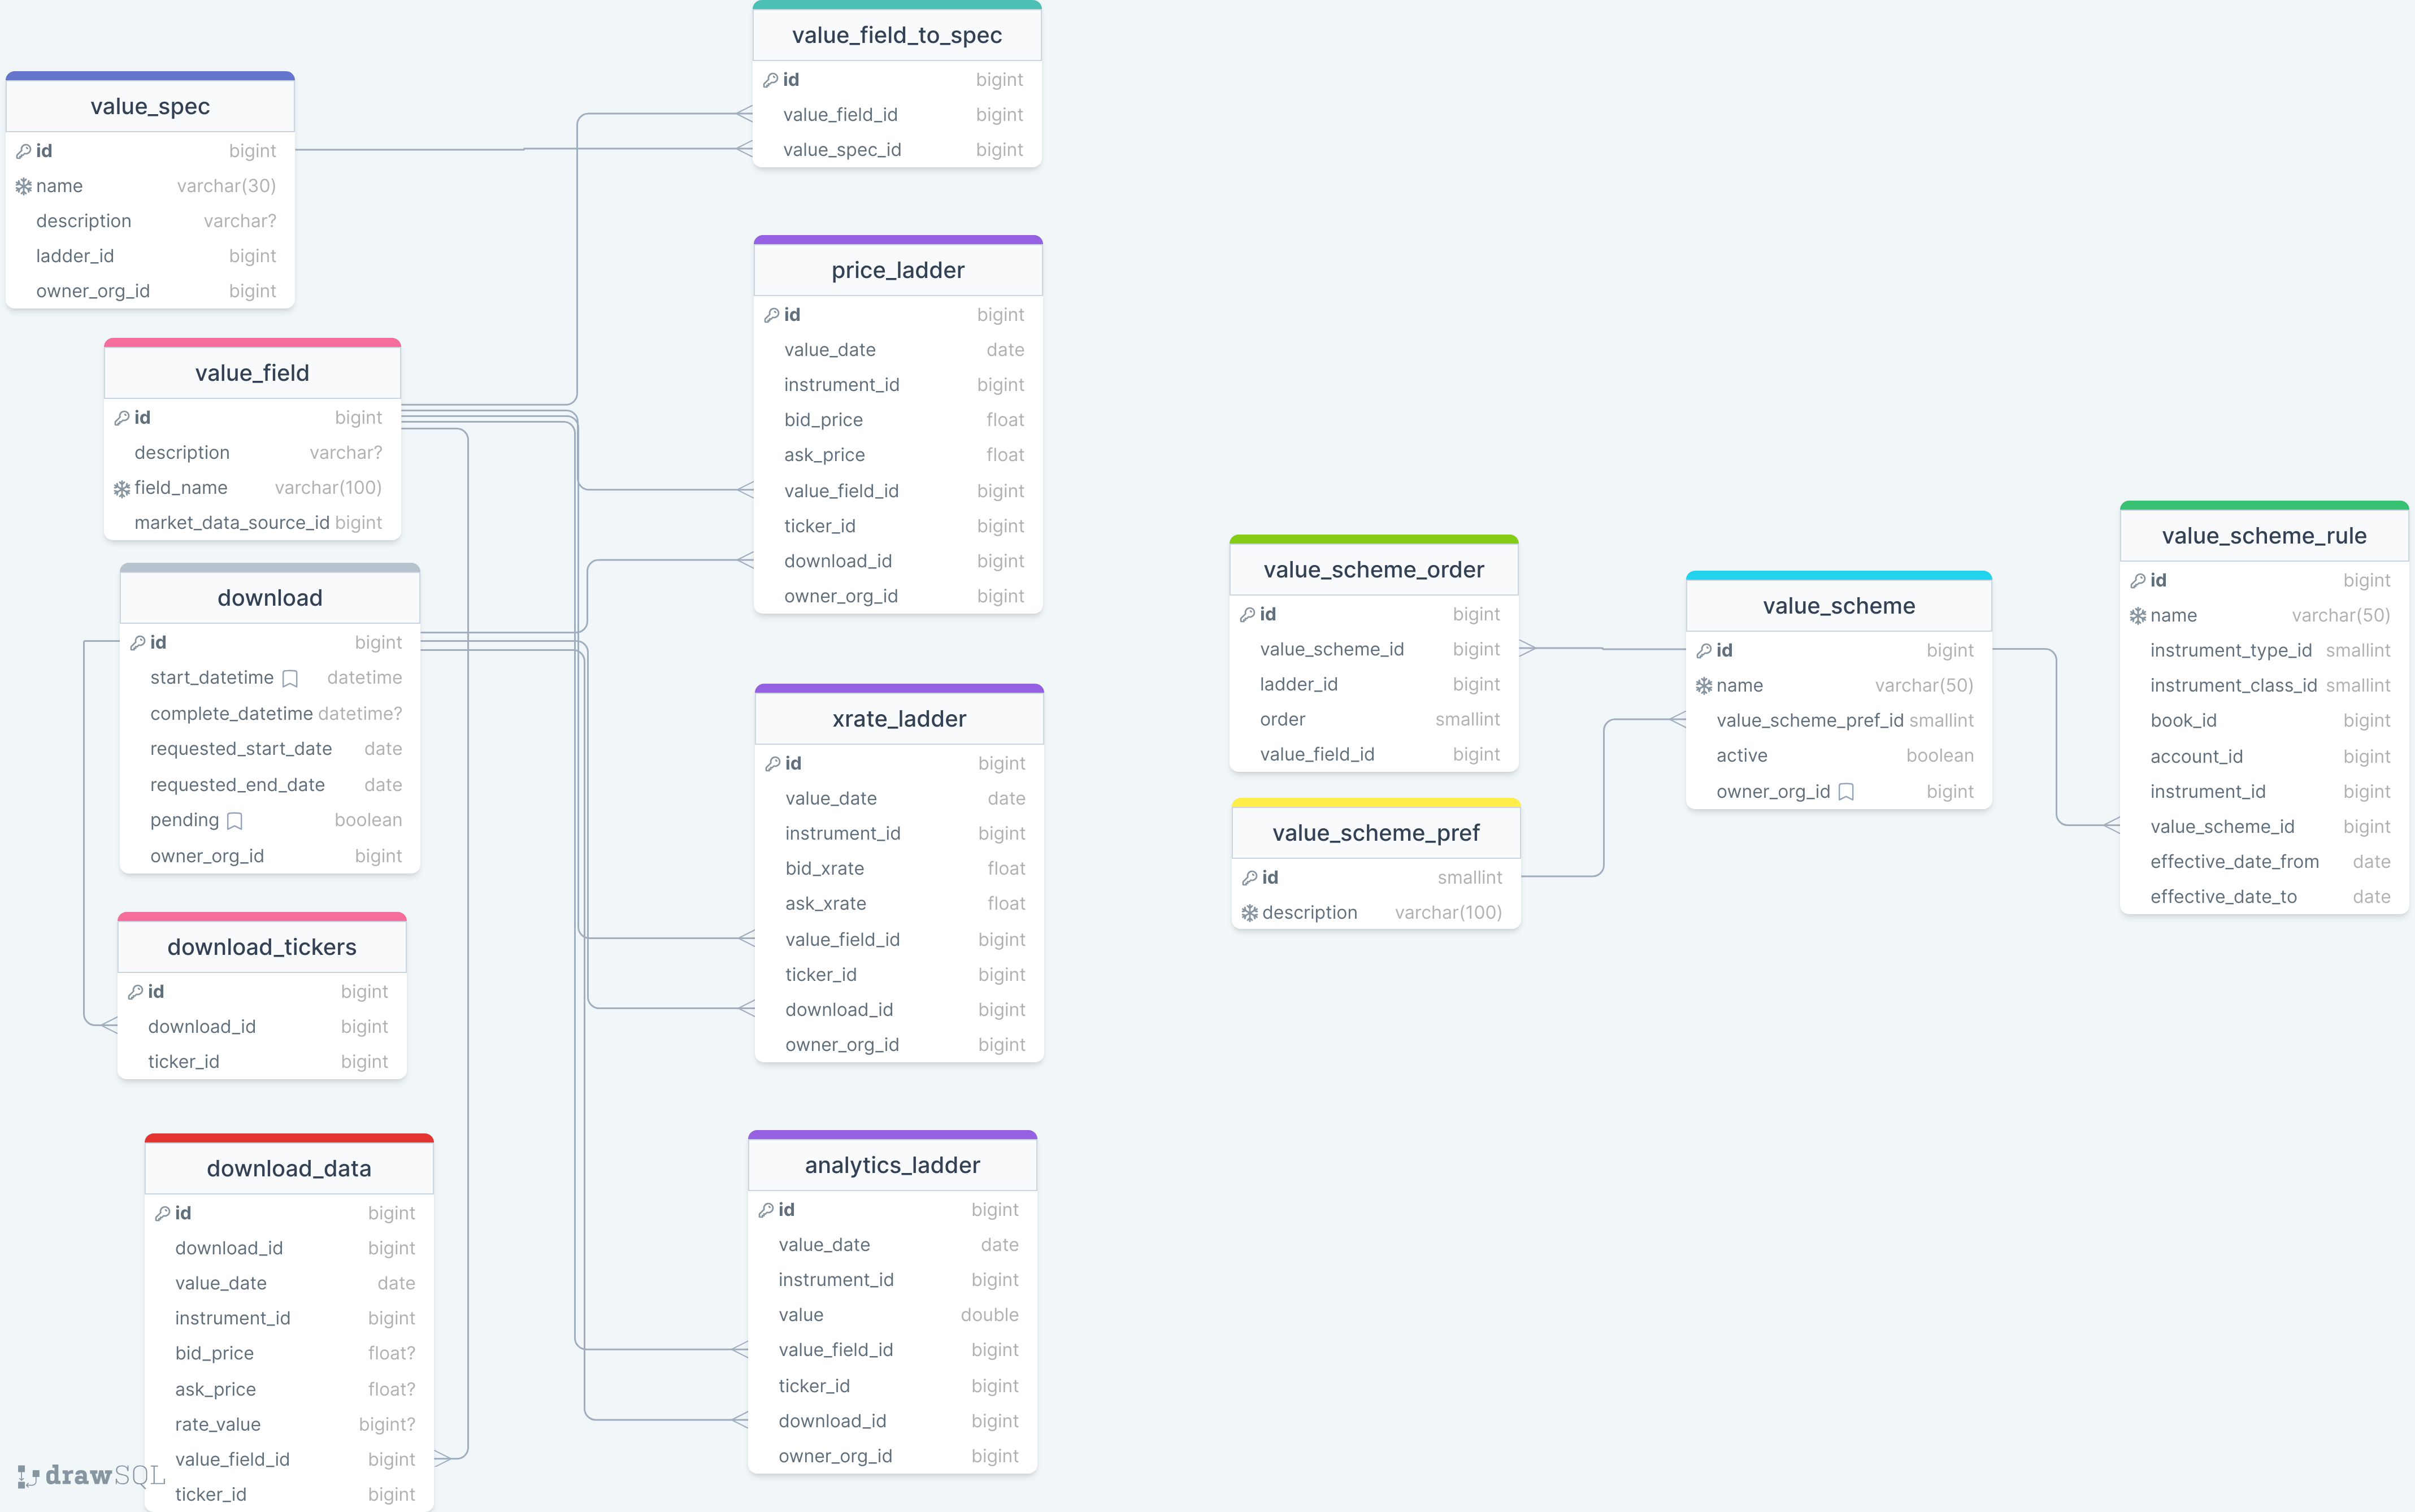 value_spec
id bigint
name varchar(30)
description varchar?
ladder_id bigint
owner_org_id bigint
value_field
id bigint
description varchar?
field_name varchar(100)
market_data_source_id bigint
download
id bigint
start_datetime datetime
complete_datetime datetime?
requested_start_date date
requested_end_date date
pending boolean
owner_org_id bigint
download_tickers
id bigint
download_id bigint
ticker_id bigint
download_data
id bigint
download_id bigint
value_date date
instrument_id bigint
bid_price float?
ask_price float?
rate_value bigint?
value_field_id bigint
ticker_id bigint
drawSQL
value_field_to_spec
id bigint
value_field_id bigint
value_spec_id bigint
price_ladder
id bigint
value_date date
instrument_id bigint
bid_price float
ask_price float
value_field_id bigint
ticker_id bigint
download_id bigint
owner_org_id bigint
xrate_ladder
id bigint
value_date date
instrument_id bigint
bid_xrate float
ask_xrate float
value_field_id bigint
ticker_id bigint
download_id bigint
owner_org_id bigint
analytics_ladder
id bigint
value_date date
instrument_id bigint
value double
value_field_id bigint
ticker_id bigint
download_id bigint
owner_org_id bigint
value_scheme_order
id bigint
value_scheme_id bigint
ladder_id bigint
order smallint
value_field_id bigint
value_scheme_pref
id smallint
description varchar(100)
value_scheme
id bigint
name varchar(50)
value_scheme_pref_id smallint
active boolean
owner_org_id bigint
value_scheme_rule
id bigint
name varchar(50)
instrument_type_id smallint
instrument_class_id smallint
book_id bigint
account_id bigint
instrument_id bigint
value_scheme_id bigint
effective_date_from date
effective_date_to date